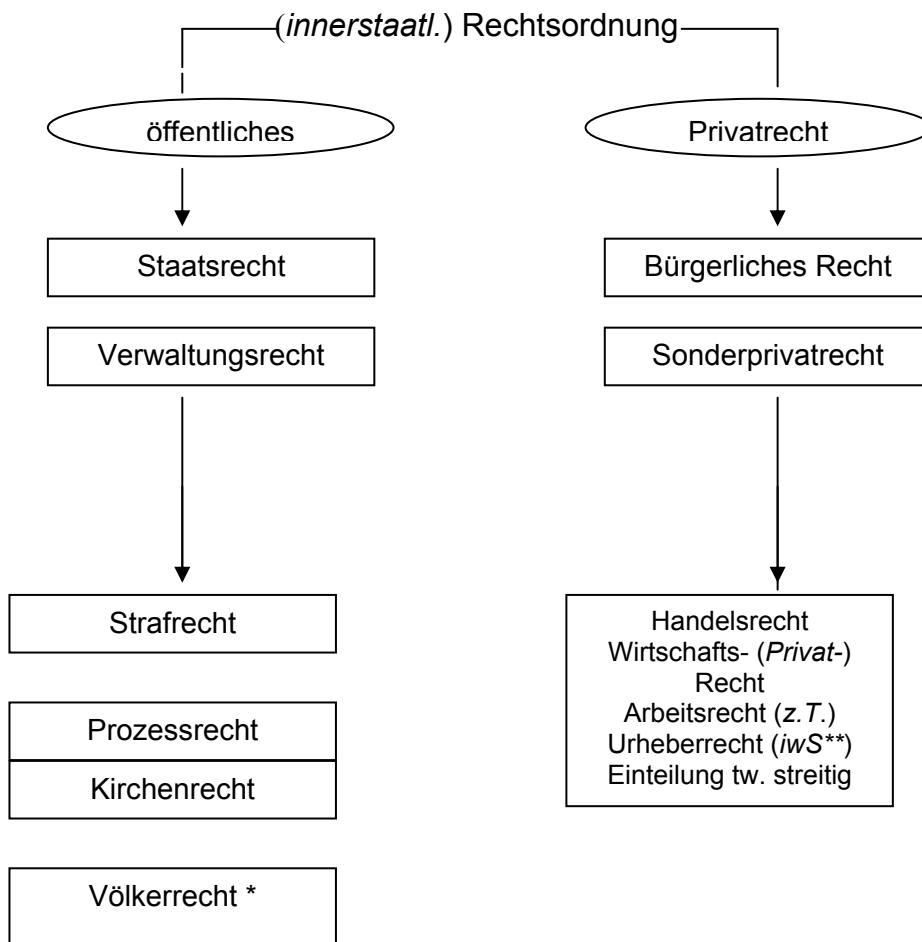 (innerstaatl.) Rechtsordnung
öffentliches
Privatrecht
Staatsrecht
Bürgerliches Recht
Verwaltungsrecht
Sonderprivatrecht
Strafrecht
Prozessrecht
Kirchenrecht
Völkerrecht *
Handelsrecht
Wirtschafts- (Privat-)
Recht
Arbeitsrecht (z.T.)
Urheberrecht (iwS**)
Einteilung tw. streitig